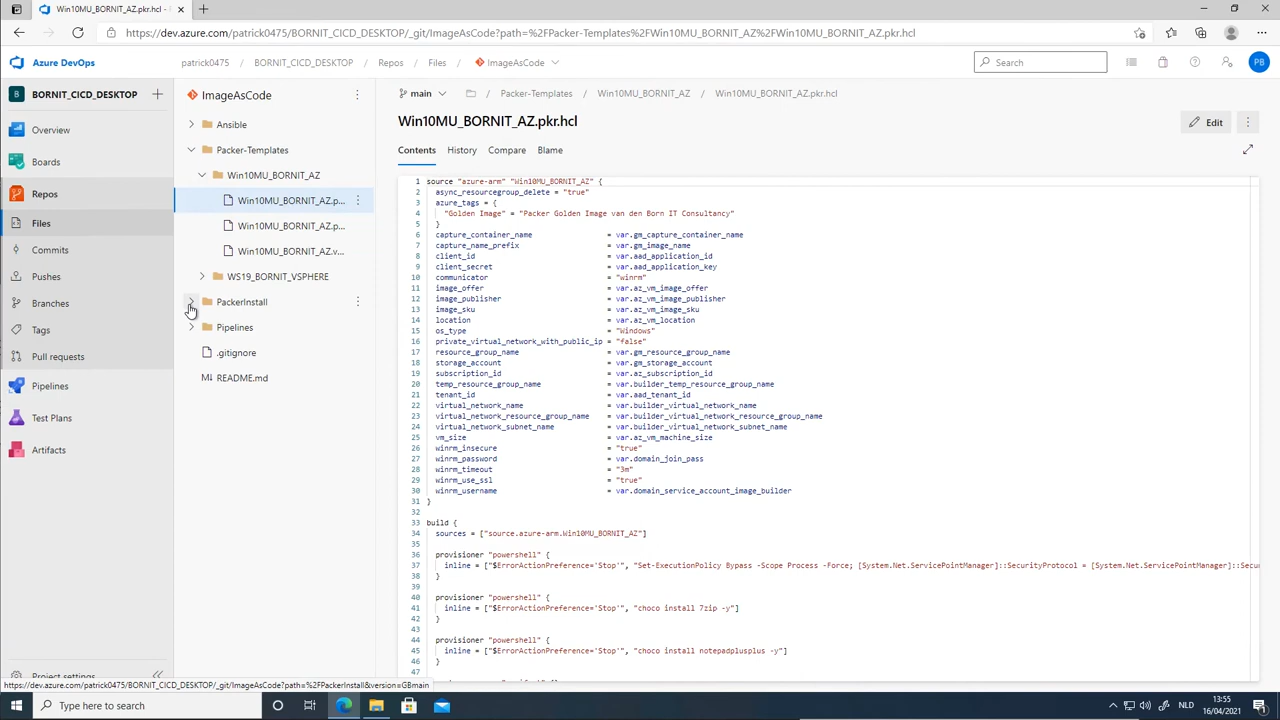 Win10MU_BORNIT_AZ.pkr.hcl -
https://dev.azure.com/patrick0475/BORNIT_CICD_DESKTOP/_git/ImageAsCode?path=%2FPacker-Templates%2FWin10MU_BORNIT_AZ%2FWin10MU_BORNIT_AZ.pkr.hcl
Azure DevOps
patrick0475 / BORNIT_CICD_DESKTOP / Repos / Files / ImageAsCode
Search
PB
B BORNIT_CICD_DESKTOP
Overview
Boards
Repos
Files
Commits
Pushes
Branches
Tags
Pull requests
Pipelines
Test Plans
Artifacts
Project settings
ImageAsCode
Ansible
Packer-Templates
Win10MU_BORNIT_AZ
Win10MU_BORNIT_AZ.p...
Win10MU_BORNIT_AZ.p...
Win10MU_BORNIT_AZ.v...
WS19_BORNIT_VSPHERE
PackerInstall
Pipelines
.gitignore
README.md
main / Packer-Templates / Win10MU_BORNIT_AZ / Win10MU_BORNIT_AZ.pkr.hcl
Win10MU_BORNIT_AZ.pkr.hcl
Edit
Contents History Compare Blame
1 source "azure-arm" "Win10MU_BORNIT_AZ" {
2 async_resourcegroup_delete = "true"
3 azure_tags = {
4 "Golden Image" = "Packer Golden Image van den Born IT Consultancy"
5 }
6 capture_container_name = var.gm_capture_container_name
7 capture_name_prefix = var.gm_image_name
8 client_id = var.aad_application_id
9 client_secret = var.aad_application_key
10 communicator = "winrm"
11 image_offer = var.az_vm_image_offer
12 image_publisher = var.az_vm_image_publisher
13 image_sku = var.az_vm_image_sku
14 location = var.az_vm_location
15 os_type = "Windows"
16 private_virtual_network_with_public_ip = "false"
17 resource_group_name = var.gm_resource_group_name
18 storage_account = var.gm_storage_account
19 subscription_id = var.az_subscription_id
20 temp_resource_group_name = var.builder_temp_resource_group_name
21 tenant_id = var.aad_tenant_id
22 virtual_network_name = var.builder_virtual_network_name
23 virtual_network_resource_group_name = var.builder_virtual_network_resource_group_name
24 virtual_network_subnet_name = var.builder_virtual_network_subnet_name
25 vm_size = var.az_vm_machine_size
26 winrm_insecure = "true"
27 winrm_password = var.domain_join_pass
28 winrm_timeout = "3m"
29 winrm_use_ssl = "true"
30 winrm_username = var.domain_service_account_image_builder
31 }
32
33 build {
34 sources = ["source.azure-arm.Win10MU_BORNIT_AZ"]
35
36 provisioner "powershell" {
37 inline = ["$ErrorActionPreference='Stop'", "Set-ExecutionPolicy Bypass -Scope Process -Force; [System.Net.ServicePointManager]::SecurityProtocol = [System.Net.ServicePointManager]::Secu
38 }
39
40 provisioner "powershell" {
41 inline = ["$ErrorActionPreference='Stop'", "choco install 7zip -y"]
42 }
43
44 provisioner "powershell" {
45 inline = ["$ErrorActionPreference='Stop'", "choco install notepadplusplus -y"]
46 }
47
https://dev.azure.com/patrick0475/BORNIT_CICD_DESKTOP/_git/ImageAsCode?path=%2FPackerInstall&version=GBmain
Type here to search
NLD
13:55
16/04/2021